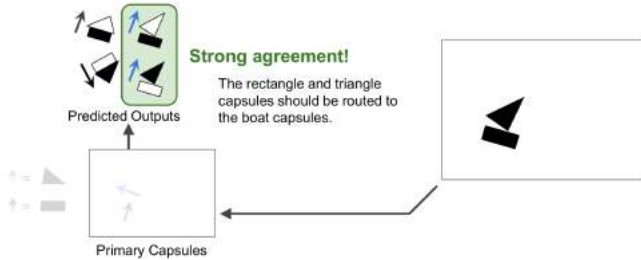 Strong agreement!
The rectangle and triangle
capsules should be routed to
the boat capsules.
Predicted Outputs
=
=
Primary Capsules